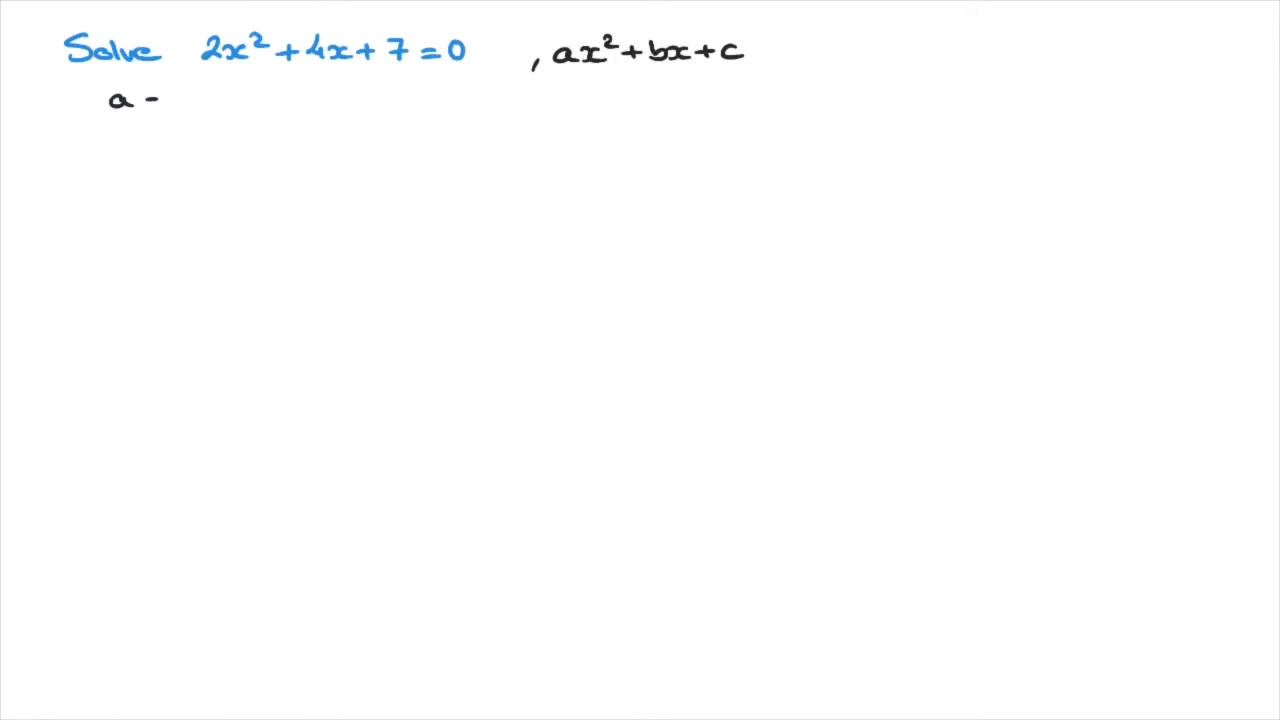 Solve 2x² + 4x + 7 = 0 , ax² + bx + c
a -